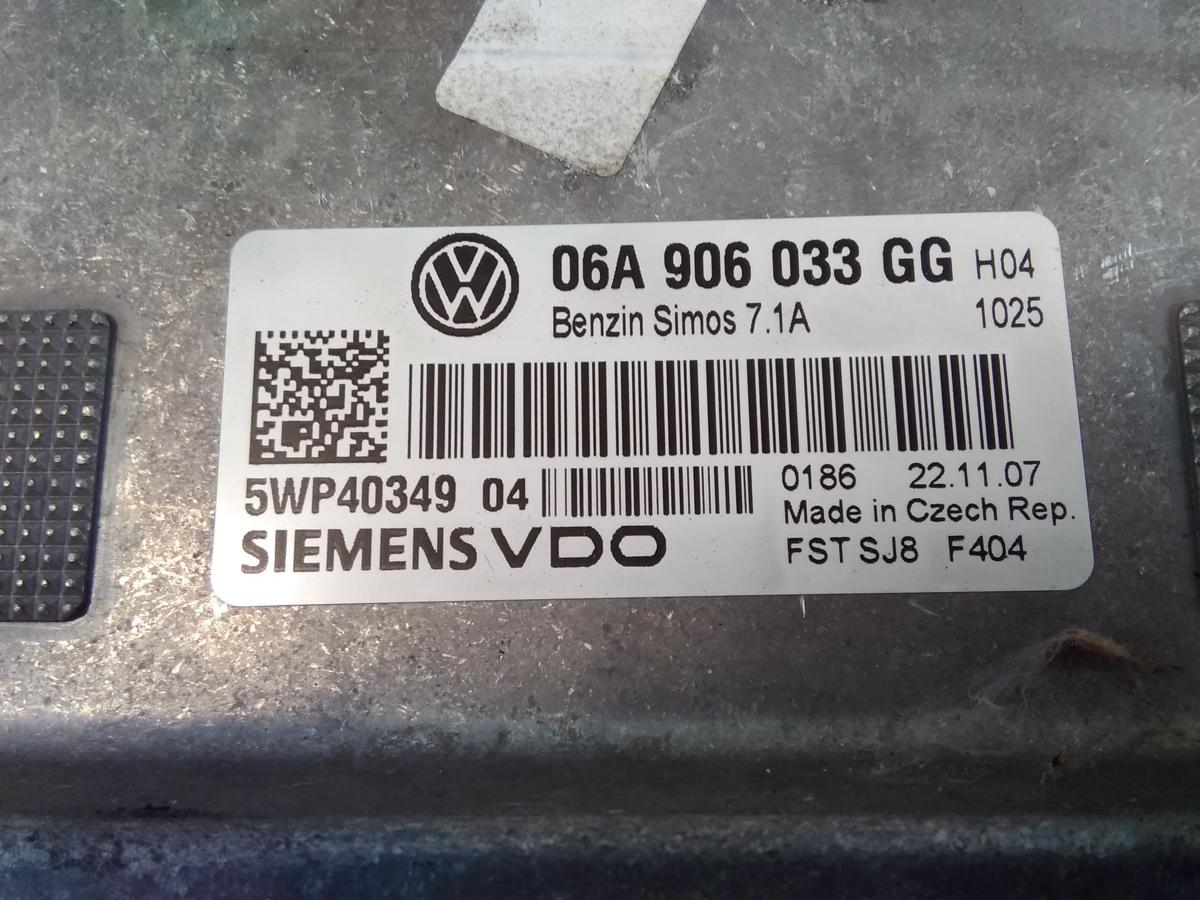 06A 906 033 GG H04
Benzin Simos 7.1A 1025
5WP40349 04 0186 22.11.07
Made in Czech Rep.
SIEMENS VDO FST SJ8 F404